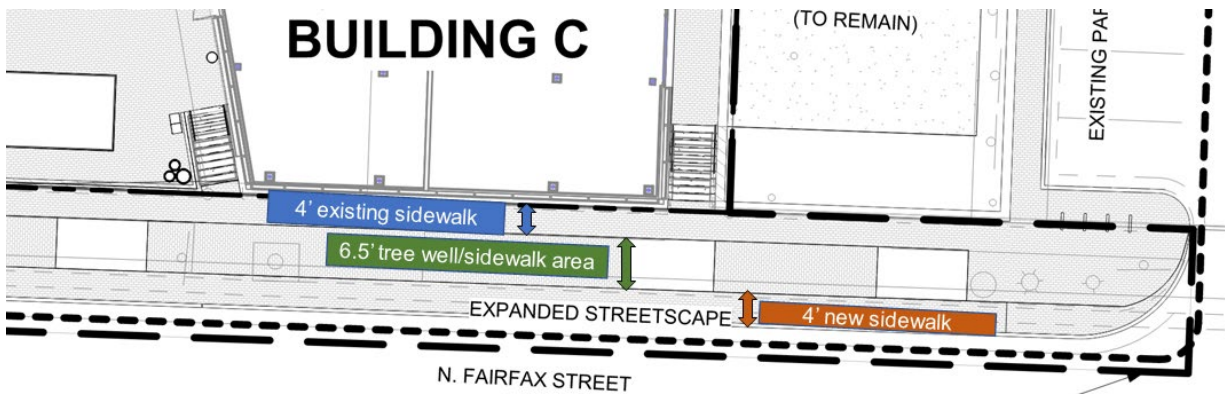 BUILDING C
(TO REMAIN)
EXISTING PAR
4' existing sidewalk
6.5' tree well/sidewalk area
EXPANDED STREETSCAPE
4' new sidewalk
N. FAIRFAX STREET